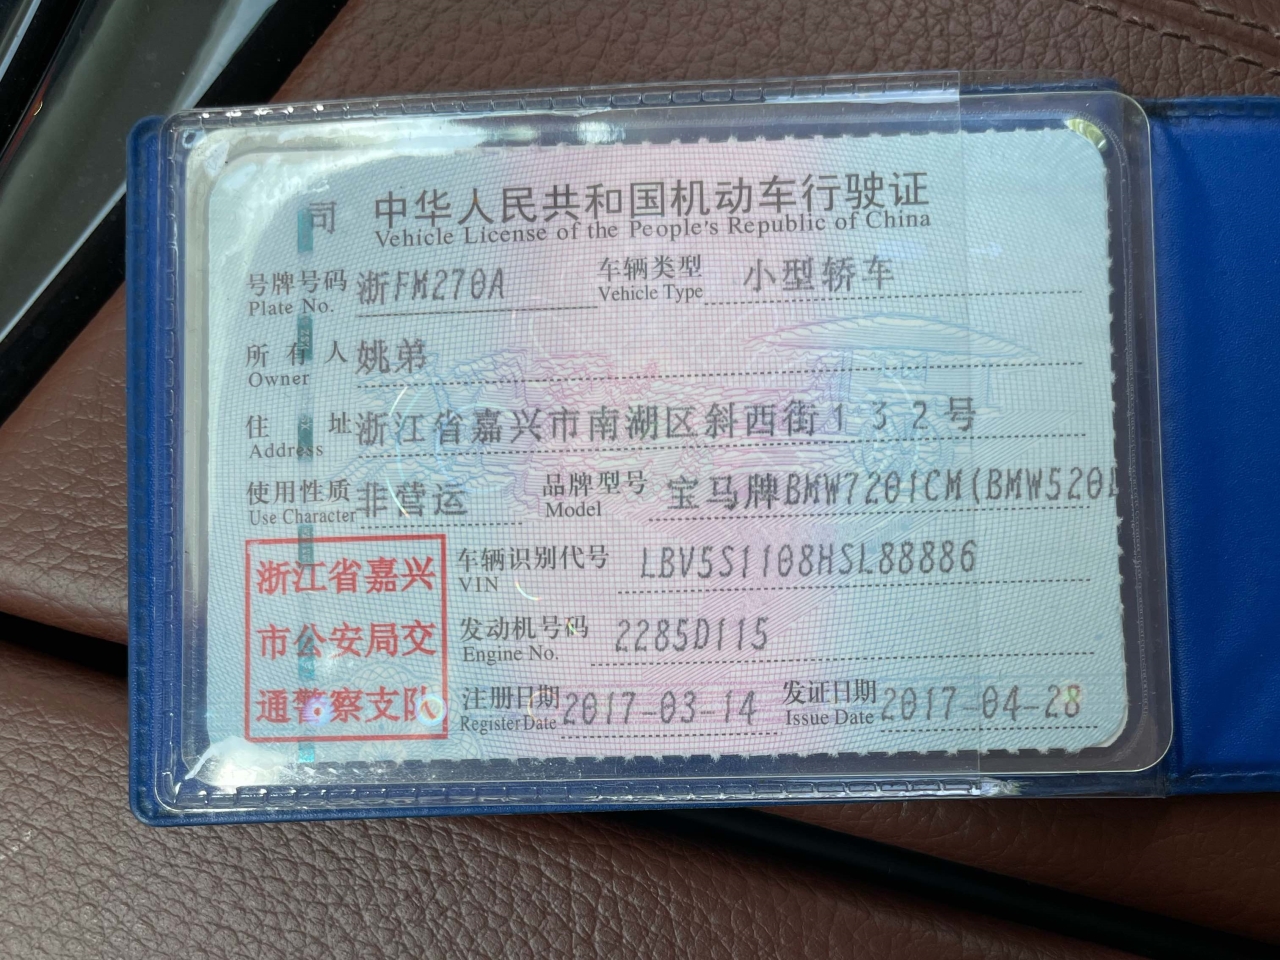 司 中华人民共和国机动车行驶证
Vehicle License of the People's Republic of China
号牌号码 浙FM270A 车辆类型 小型轿车
Plate No. Vehicle Type
所有人 姚弟
Owner
住址 浙江省嘉兴市南湖区斜西街132号
Address
使用性质 非营运 品牌型号 宝马牌BMW7201CM(BMW520L
Use Character Model
浙江省嘉兴
市公安局交
通警察支队
车辆识别代号 LBV5S1108HSL88886
VIN
发动机号码 2285D115
Engine No.
注册日期 2017-03-14 发证日期 2017-04-28
Register Date Issue Date